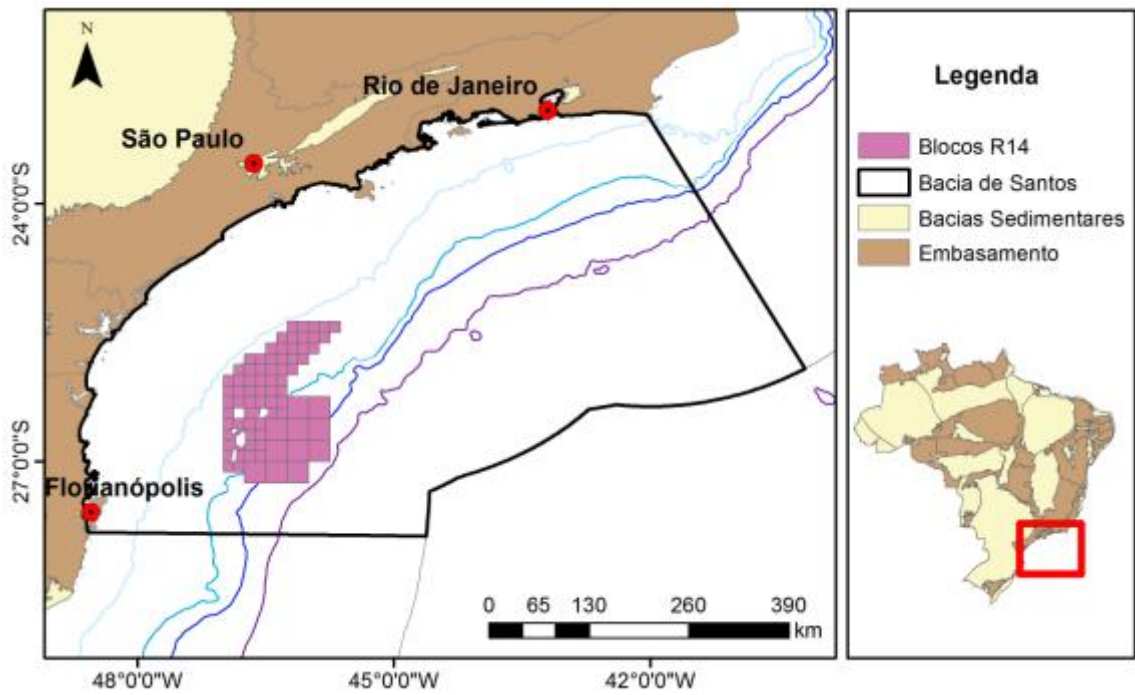 N
Rio de Janeiro
São Paulo
Florianópolis
24°0'0"S
27°0'0"S
48°0'0"W
45°0'0"W
42°0'0"W
0 65 130 260 390
km
Legenda
Blocos R14
Bacia de Santos
Bacias Sedimentares
Embasamento